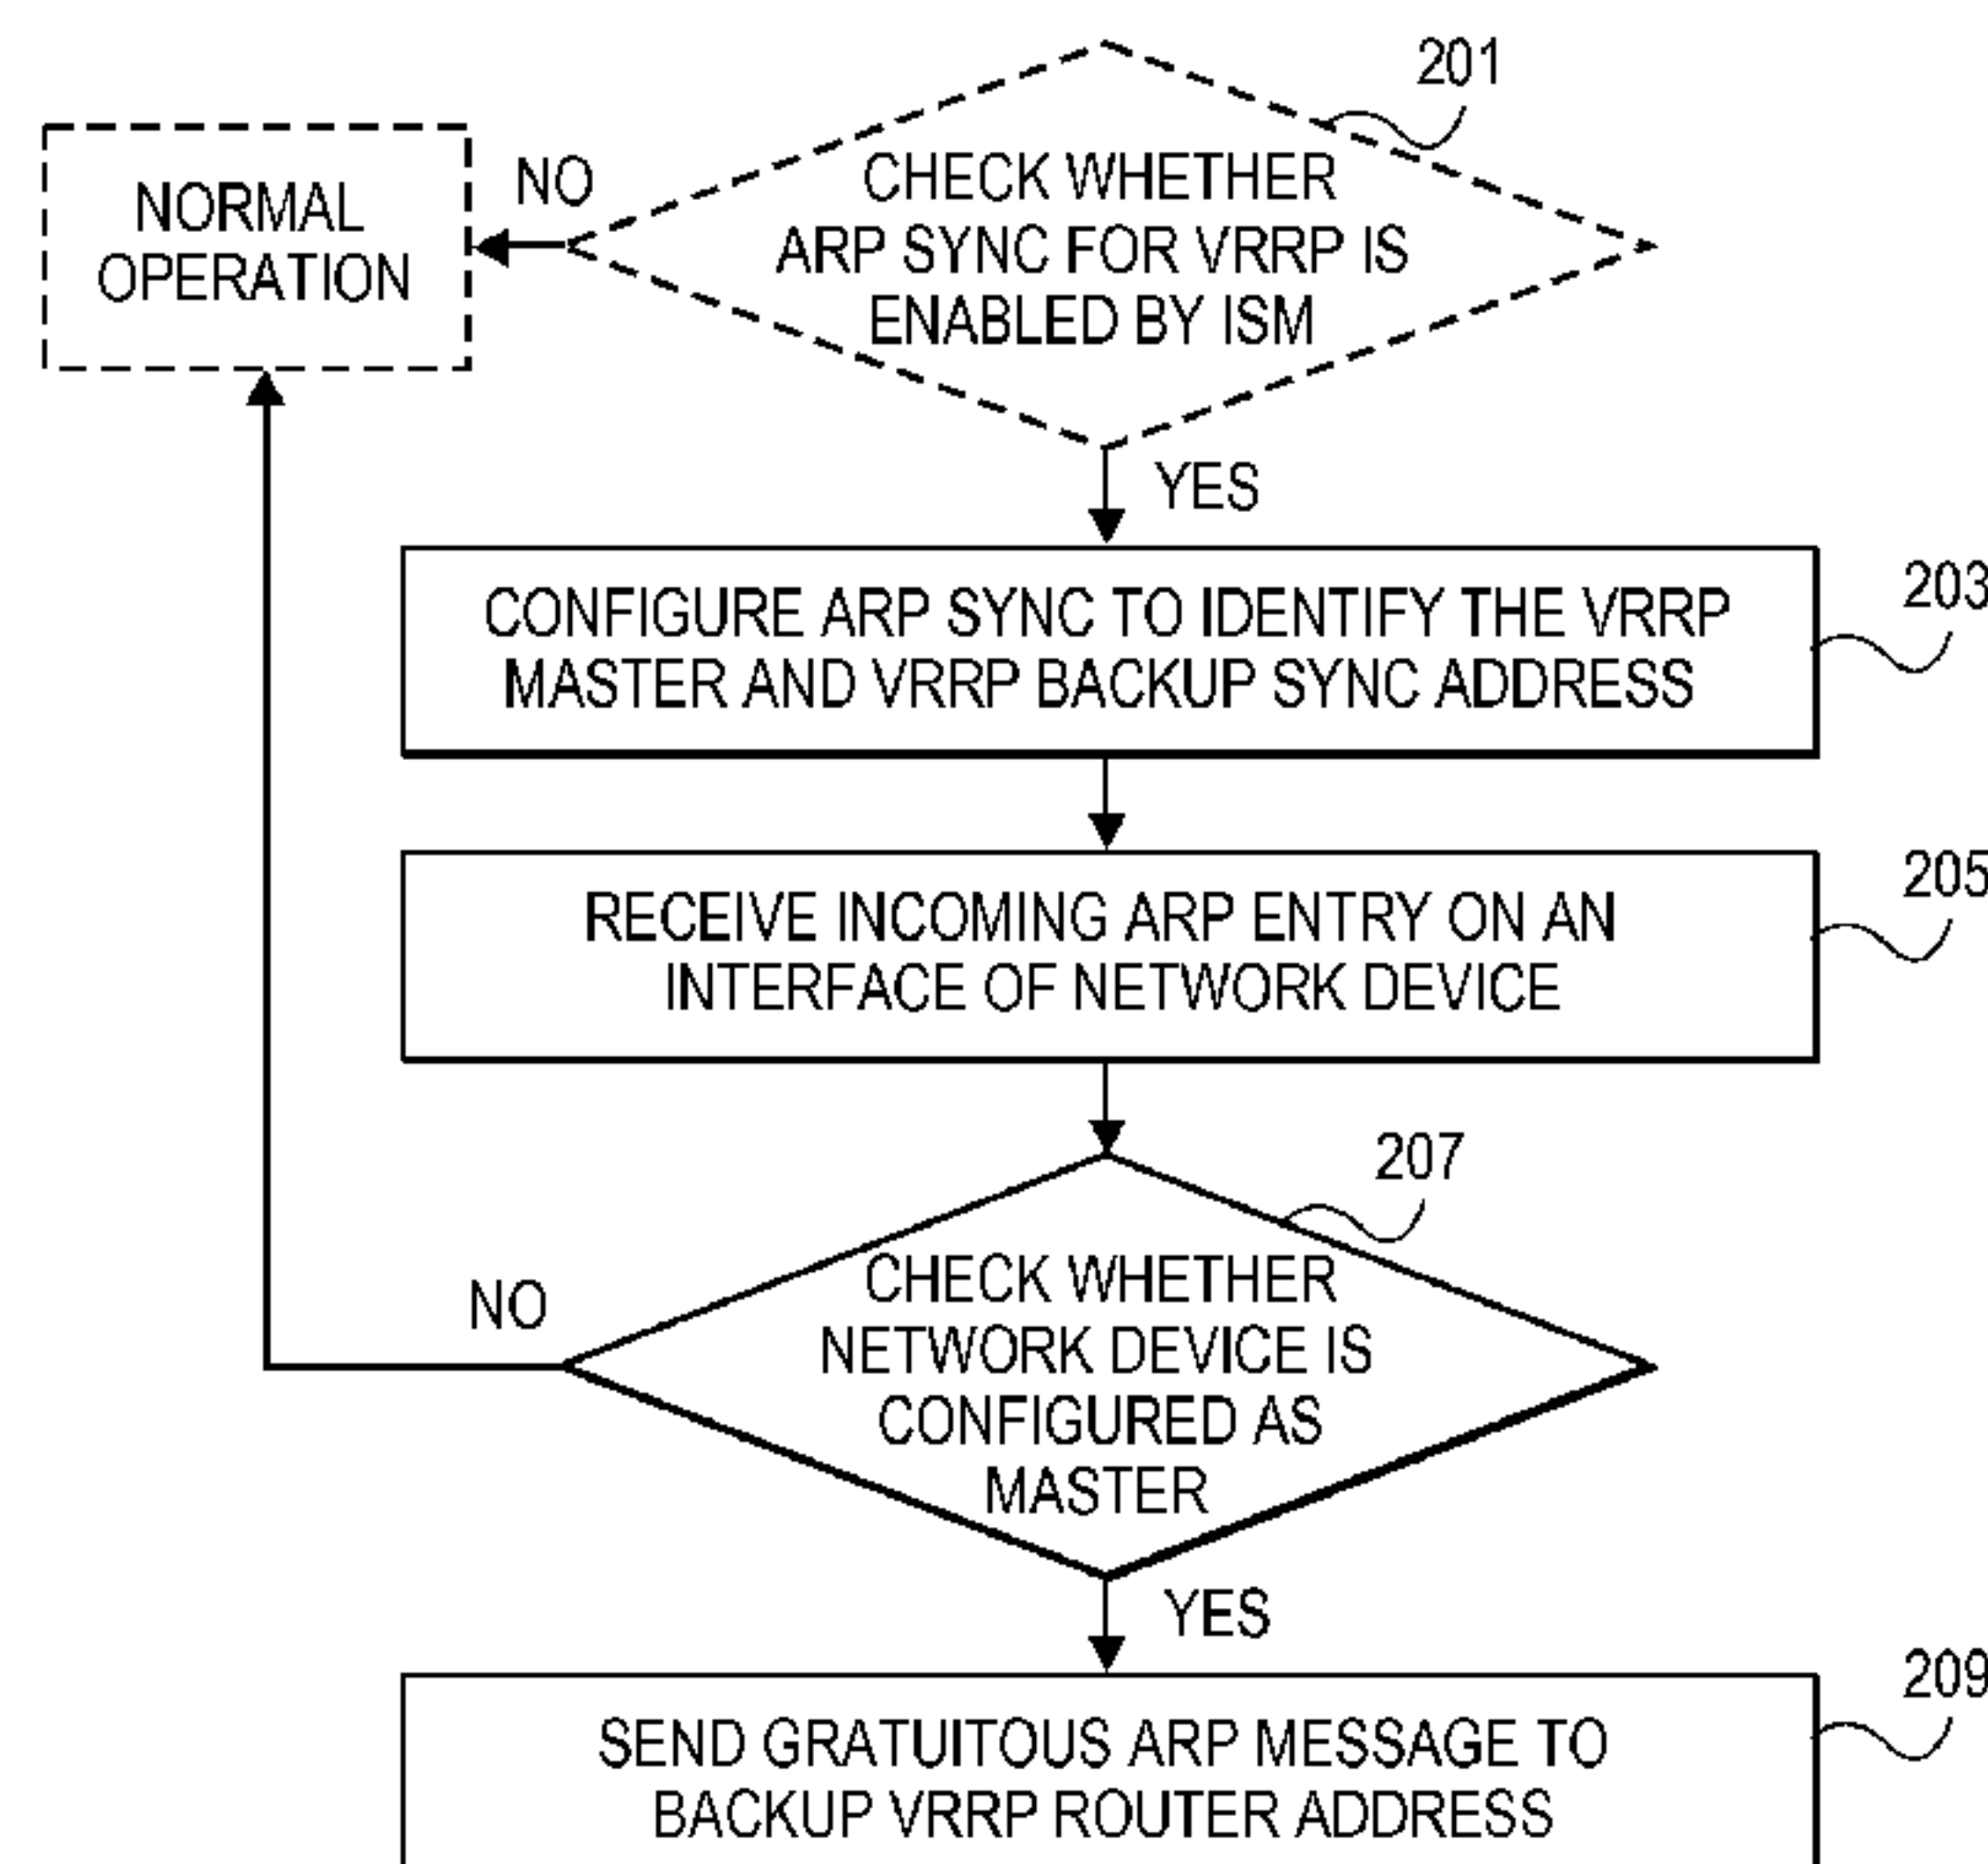 201
CHECK WHETHER
ARP SYNC FOR VRRP IS
ENABLED BY ISM
NO
NORMAL
OPERATION
YES
203
CONFIGURE ARP SYNC TO IDENTIFY THE VRRP
MASTER AND VRRP BACKUP SYNC ADDRESS
205
RECEIVE INCOMING ARP ENTRY ON AN
INTERFACE OF NETWORK DEVICE
207
CHECK WHETHER
NETWORK DEVICE IS
CONFIGURED AS
MASTER
NO
YES
209
SEND GRATUITOUS ARP MESSAGE TO
BACKUP VRRP ROUTER ADDRESS